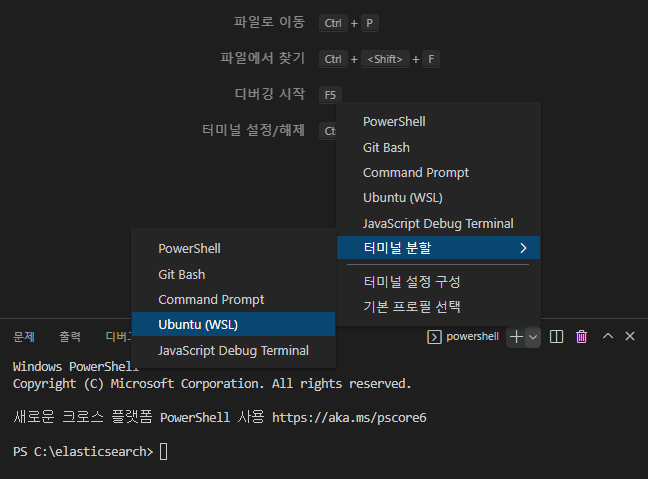 파일로 이동 Ctrl + P
파일에서 찾기 Ctrl + <Shift> + F
디버깅 시작 F5
터미널 설정/해제
PowerShell
Git Bash
Command Prompt
Ubuntu (WSL)
JavaScript Debug Terminal
터미널 분할
터미널 설정 구성
기본 프로필 선택
PowerShell
Git Bash
Command Prompt
Ubuntu (WSL)
JavaScript Debug Terminal
문제 출력 powershell
Windows PowerShell
Copyright (C) Microsoft Corporation. All rights reserved.
새로운 크로스 플랫폼 PowerShell 사용 https://aka.ms/pscore6
PS C:\elasticsearch>